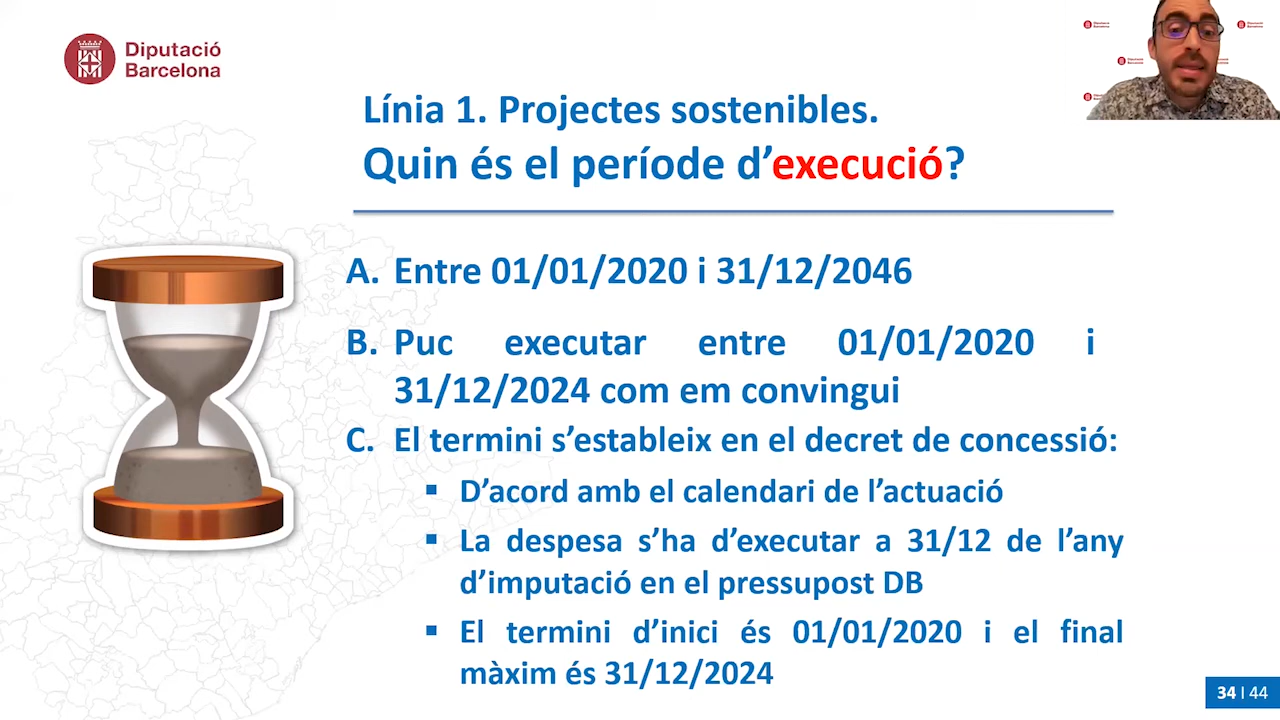 Diputació
Barcelona
Línia 1. Projectes sostenibles.
Quin és el període d’execució?
A. Entre 01/01/2020 i 31/12/2046
B. Puc executar entre 01/01/2020 i
31/12/2024 com em convingui
C. El termini s’estableix en el decret de concessió:
▪ D’acord amb el calendari de l’actuació
▪ La despesa s’ha d’executar a 31/12 de l’any
d’imputació en el pressupost DB
▪ El termini d’inici és 01/01/2020 i el final
màxim és 31/12/2024
34 I 44